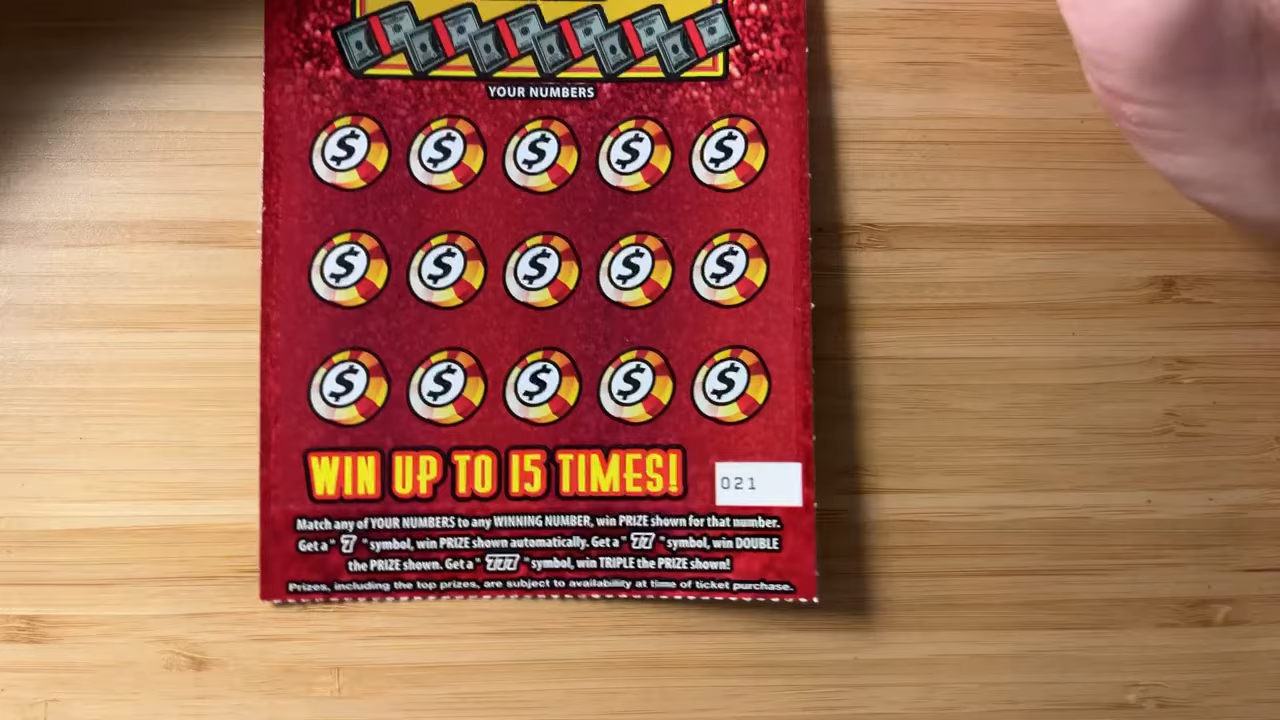 YOUR NUMBERS
$ $ $ $ $
$ $ $ $ $
$ $ $ $ $
WIN UP TO 15 TIMES!
021
Match any of YOUR NUMBERS to any WINNING NUMBER, win PRIZE shown for that number.
Get a "7" symbol, win PRIZE shown automatically. Get a "77" symbol, win DOUBLE
the PRIZE shown. Get a "777" symbol, win TRIPLE the PRIZE shown!
Prizes, including the top prizes, are subject to availability at time of ticket purchase.